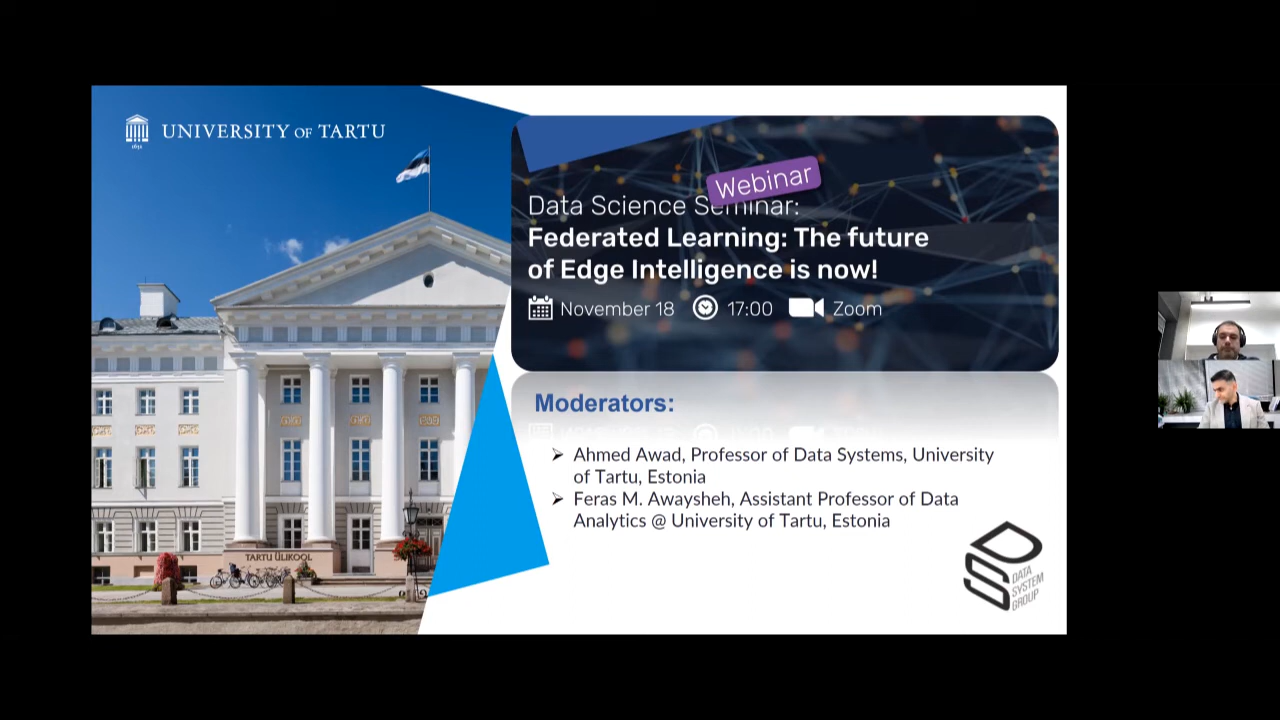 UNIVERSITY OF TARTU
1632
Webinar
Data Science Seminar:
Federated Learning: The future
of Edge Intelligence is now!
November 18 17:00 Zoom
Moderators:
➢ Ahmed Awad, Professor of Data Systems, University
of Tartu, Estonia
➢ Feras M. Awaysheh, Assistant Professor of Data
Analytics @ University of Tartu, Estonia
TARTU ÜLIKOOL
DATA
SYSTEM
GROUP